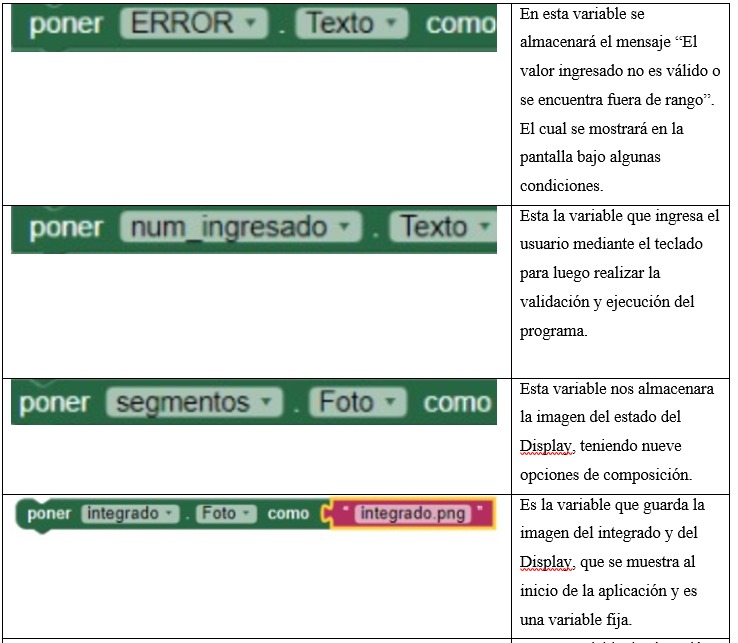 poner ERROR . Texto como
En esta variable se
almacenará el mensaje “El
valor ingresado no es válido o
se encuentra fuera de rango”.
El cual se mostrará en la
pantalla bajo algunas
condiciones.
poner num_ingresado . Texto
Esta la variable que ingresa el
usuario mediante el teclado
para luego realizar la
validación y ejecución del
programa.
poner segmentos . Foto como
Esta variable nos almacenara
la imagen del estado del
Display, teniendo nueve
opciones de composición.
poner integrado . Foto como " integrado.png "
Es la variable que guarda la
imagen del integrado y del
Display, que se muestra al
inicio de la aplicación y es
una variable fija.